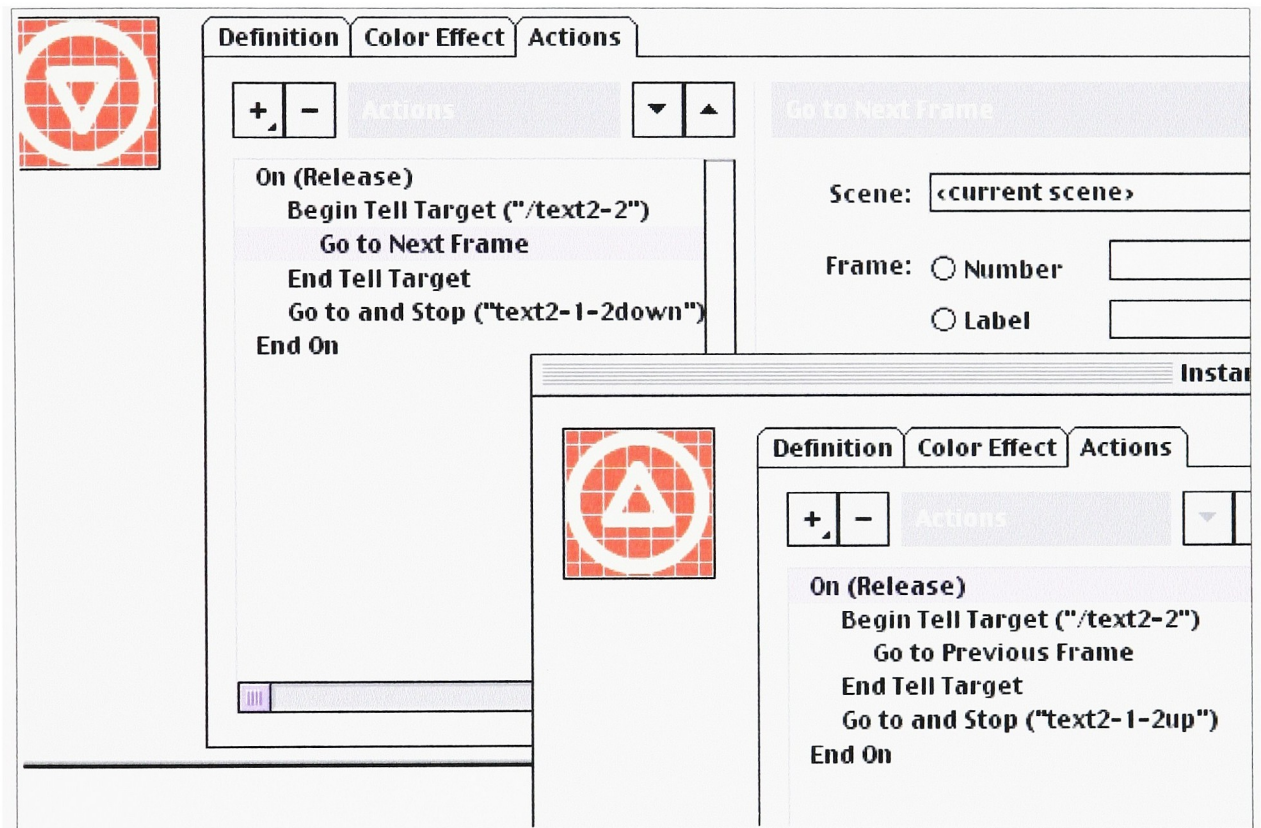 Definition Color Effect Actions
+ - Actions
Go to Next Frame
On (Release)
Begin Tell Target ("/text2-2")
Go to Next Frame
End Tell Target
Go to and Stop ("text2-1-2down")
End On
Scene: <current scene>
Frame: Number
Label
Instan
Definition Color Effect Actions
+ - Actions
On (Release)
Begin Tell Target ("/text2-2")
Go to Previous Frame
End Tell Target
Go to and Stop ("text2-1-2up")
End On